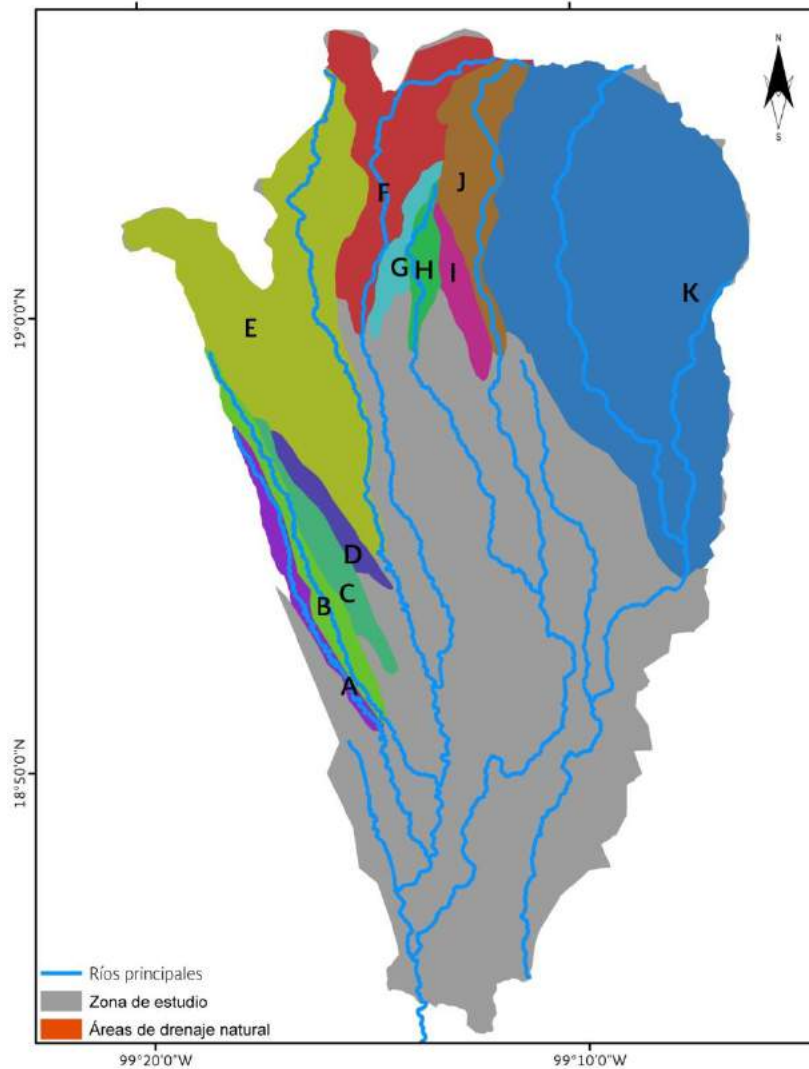 N
S
F
J
G
H
I
K
E
19°0'0"N
D
C
B
A
18°50'0"N
Ríos principales
Zona de estudio
Áreas de drenaje natural
99°20'0"W
99°10'0"W